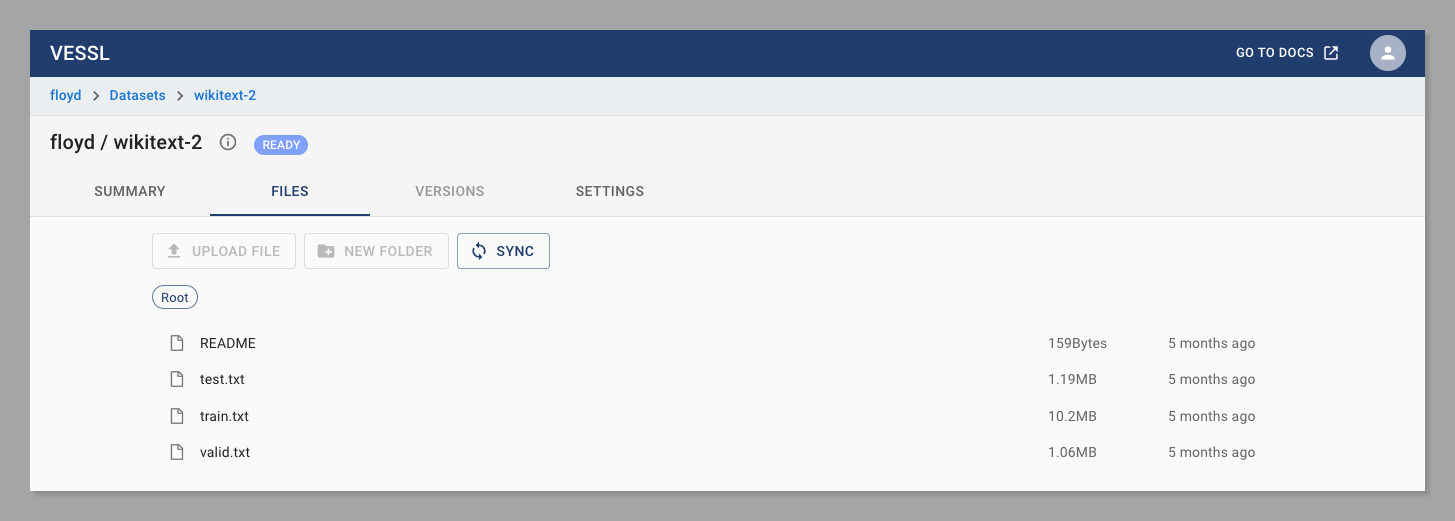 VESSL GO TO DOCS
floyd > Datasets > wikitext-2
floyd / wikitext-2 READY
SUMMARY FILES VERSIONS SETTINGS
UPLOAD FILE NEW FOLDER SYNC
Root
README 159Bytes 5 months ago
test.txt 1.19MB 5 months ago
train.txt 10.2MB 5 months ago
valid.txt 1.06MB 5 months ago